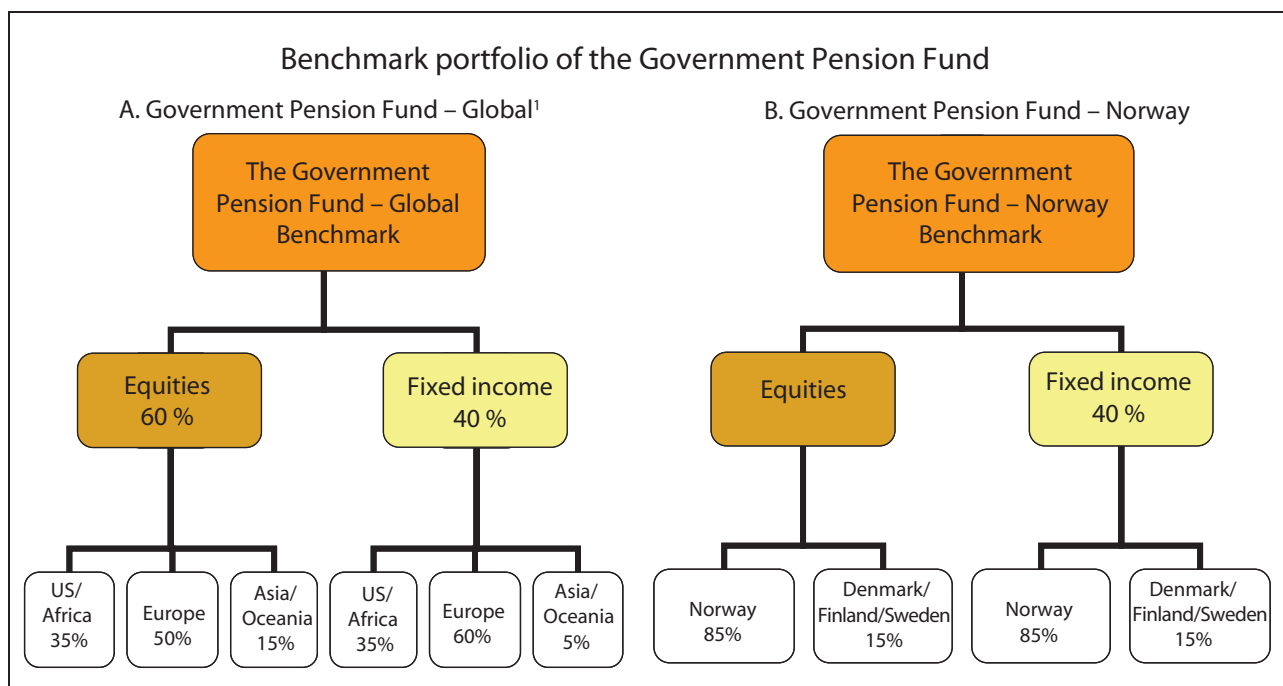 Benchmark portfolio of the Government Pension Fund
A. Government Pension Fund – Global¹
The Government
Pension Fund – Global
Benchmark
Equities
60 %
Fixed income
40 %
US/
Africa
35%
Europe
50%
Asia/
Oceania
15%
US/
Africa
35%
Europe
60%
Asia/
Oceania
5%
B. Government Pension Fund – Norway
The Government
Pension Fund – Norway
Benchmark
Equities
Fixed income
40 %
Norway
85%
Denmark/
Finland/Sweden
15%
Norway
85%
Denmark/
Finland/Sweden
15%